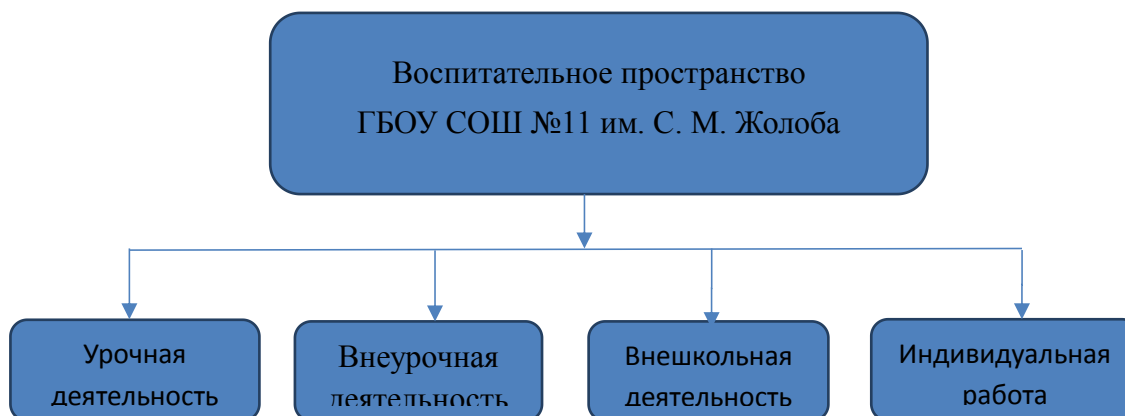 Воспитательное пространство
ГБОУ СОШ №11 им. С. М. Жолоба
Урочная
деятельность
Внеурочная
деятельность
Внешкольная
деятельность
Индивидуальная
работа